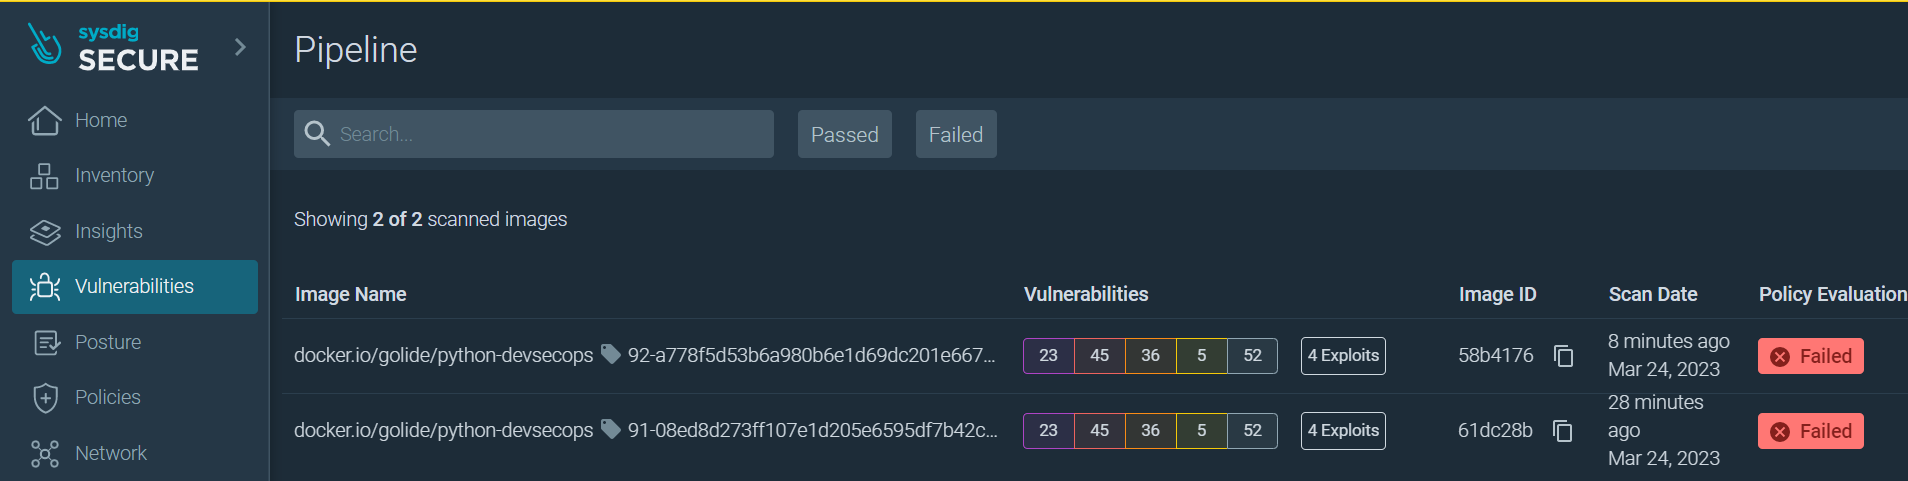 sysdig
SECURE
Home
Inventory
Insights
Vulnerabilities
Posture
Policies
Network
Pipeline
Search...
Passed
Failed
Showing 2 of 2 scanned images
Image Name Vulnerabilities Image ID Scan Date Policy Evaluation
docker.io/golide/python-devsecops 92-a778f5d53b6a980b6e1d69dc201e667... 23 45 36 5 52 4 Exploits 58b4176 8 minutes ago
Mar 24, 2023
Failed
docker.io/golide/python-devsecops 91-08ed8d273ff107e1d205e6595df7b42c... 23 45 36 5 52 4 Exploits 61dc28b 28 minutes
ago
Mar 24, 2023
Failed